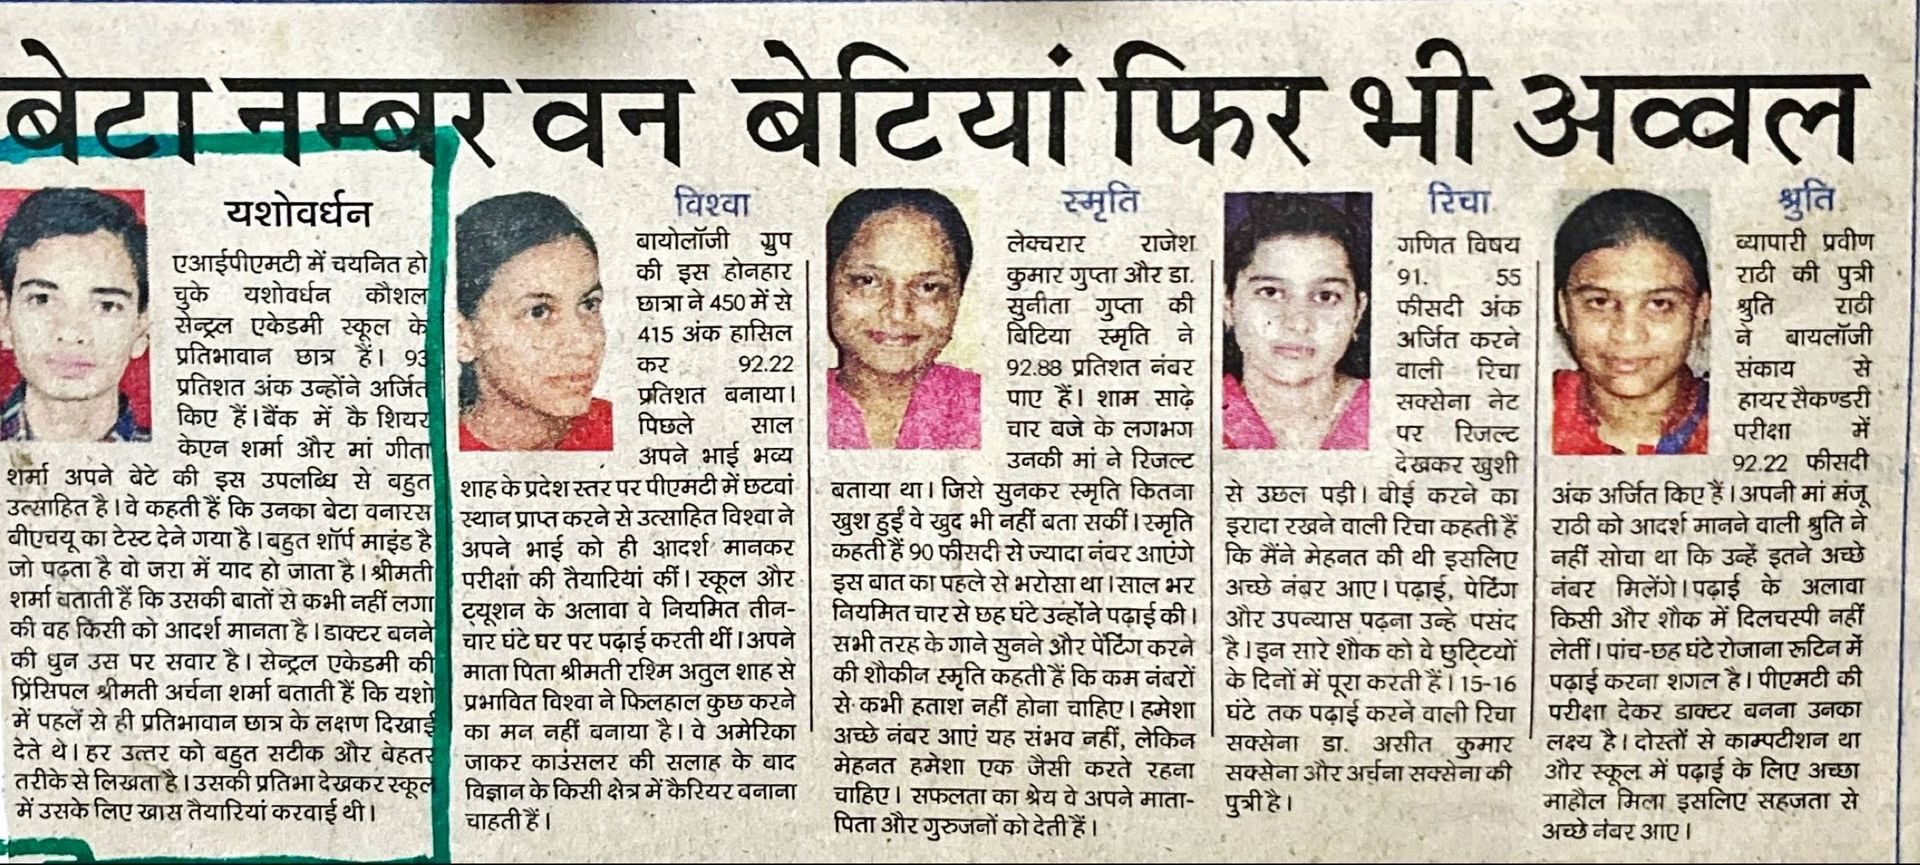 बेटा नम्बर वन बेटियां फिर भी अव्वल
यशोवर्धन
एआईपीएमटी में चयनित हो
चुके यशोवर्धन कौशल
सेन्ट्रल एकेडमी स्कूल के
प्रतिभावान छात्र हैं। 93
प्रतिशत अंक उन्होंने अर्जित
किए हैं।बैंक में कै शियर
केएन शर्मा और मां गीता
शर्मा अपने बेटे की इस उपलब्धि से बहुत
उत्साहित है। वे कहती हैं कि उनका बेटा वनारस
बीएचयू का टेस्ट देने गया है। बहुत शॉर्प माइंड है
जो पढ़ता है वो जरा में याद हो जाता है। श्रीमती
शर्मा बताती हैं कि उसकी बातों से कभी नहीं लगा
की वह किसी को आदर्श मानता है। डाक्टर बनने
की धुन उस पर सवार है। सेन्ट्रल एकेडमी की
प्रिंसिपल श्रीमती अर्चना शर्मा बताती हैं कि यशो
में पहलें से ही प्रतिभावान छात्र के लक्षण दिखाई
देते थे। हर उत्तर को बहुत सटीक और बेहतर
तरीके से लिखता है। उसकी प्रतिभा देखकर स्कूल
में उसके लिए खास तैयारियां करवाई थी।
विश्वा
बायोलॉजी ग्रुप
की इस होनहार
छात्रा ने 450 में से
415 अंक हासिल
कर 92.22
प्रतिशत बनाया।
पिछले साल
अपने भाई भव्य
शाह के प्रदेश स्तर पर पीएमटी में छटवां
स्थान प्राप्त करने से उत्साहित विश्वा ने
अपने भाई को ही आदर्श मानकर
परीक्षा की तैयारियां कीं। स्कूल और
ट्यूशन के अलावा वे नियमित तीन-
चार घंटे घर पर पढ़ाई करती थीं। अपने
माता पिता श्रीमती रश्मि अतुल शाह से
प्रभावित विश्वा ने फिलहाल कुछ करने
का मन नहीं बनाया है। वे अमेरिका
जाकर काउंसलर की सलाह के बाद
विज्ञान के किसी क्षेत्र में कैरियर बनाना
चाहती हैं।
स्मृति
लेक्चरार राजेश
कुमार गुप्ता और डा.
सुनीता गुप्ता की
बिटिया स्मृति ने
92.88 प्रतिशत नंबर
पाए हैं। शाम साढ़े
चार बजे के लगभग
उनकी मां ने रिजल्ट
बताया था। जिसे सुनकर स्मृति कितना
खुश हुईं वे खुद भी नहीं बता सकीं। स्मृति
कहती हैं 90 फीसदी से ज्यादा नंबर आएंगे
इस बात का पहले से भरोसा था। साल भर
नियमित चार से छह घंटे उन्होंने पढ़ाई की।
सभी तरह के गाने सुनने और पेंटिंग करने
की शौकीन स्मृति कहती हैं कि कम नंबरों
से कभी हताश नहीं होना चाहिए। हमेशा
अच्छे नंबर आएं यह संभव नहीं, लेकिन
मेहनत हमेशा एक जैसी करते रहना
चाहिए। सफलता का श्रेय वे अपने माता-
पिता और गुरुजनों को देती हैं।
रिचा
गणित विषय
91. 55
फीसदी अंक
अर्जित करने
वाली रिचा
सक्सेना नेट
पर रिजल्ट
देखकर खुशी
से उछल पड़ी। बीई करने का
इरादा रखने वाली रिचा कहती हैं
कि मैंने मेहनत की थी इसलिए
अच्छे नंबर आए। पढ़ाई, पेटिंग
और उपन्यास पढ़ना उन्हे पसंद
है। इन सारे शौक को वे छुट्टियों
के दिनों में पूरा करती हैं। 15-16
घंटे तक पढ़ाई करने वाली रिचा
सक्सेना डा. असीत कुमार
सक्सेना और अर्चना सक्सेना की
पुत्री है।
श्रुति
व्यापारी प्रवीण
राठी की पुत्री
श्रुति राठी
ने बायलॉजी
संकाय से
हायर सैकण्डरी
परीक्षा में
92.22 फीसदी
अंक अर्जित किए हैं। अपनी मां मंजू
राठी को आदर्श मानने वाली श्रुति ने
नहीं सोचा था कि उन्हें इतने अच्छे
नंबर मिलेंगे। पढ़ाई के अलावा
किसी और शौक में दिलचस्पी नहीं
लेतीं। पांच-छह घंटे रोजाना रुटिन में
पढ़ाई करना शगल है। पीएमटी की
परीक्षा देकर डाक्टर बनना उनका
लक्ष्य है। दोस्तों से काम्पटीशन था
और स्कूल में पढ़ाई के लिए अच्छा
माहौल मिला इसलिए सहजता से
अच्छे नंबर आए।